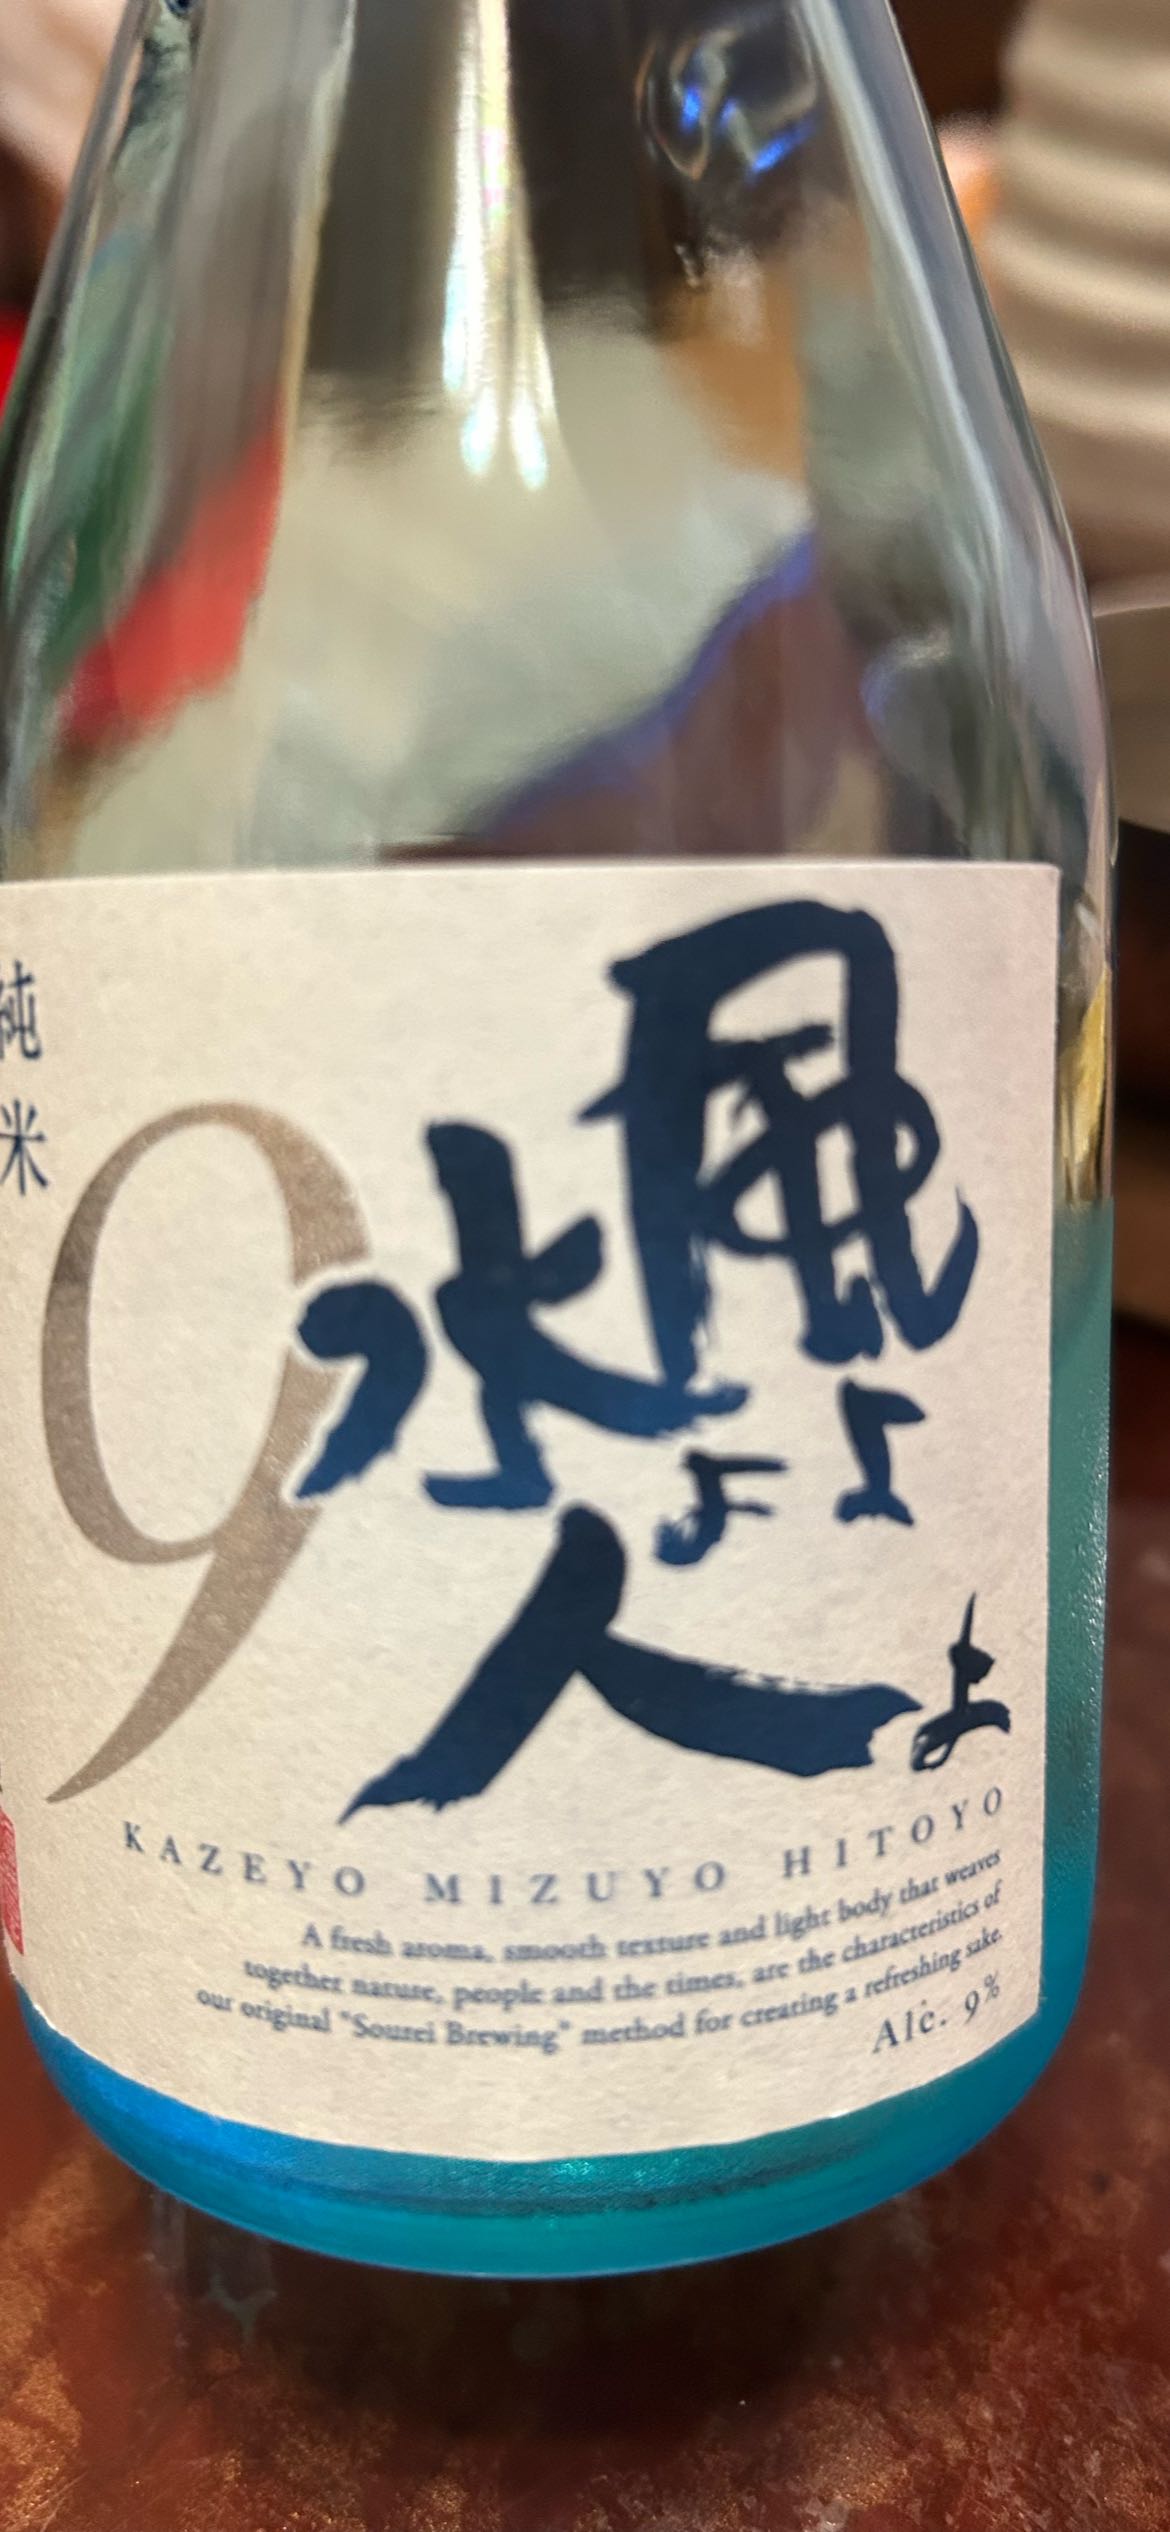 風よ
水よ
人よ
純米
9
KAZEYO MIZUYO HITOYO
A fresh aroma, smooth texture and light body that weaves
together nature, people and the times, are the characteristics of
our original "Sourei Brewing" method for creating a refreshing sake.
Alc. 9%